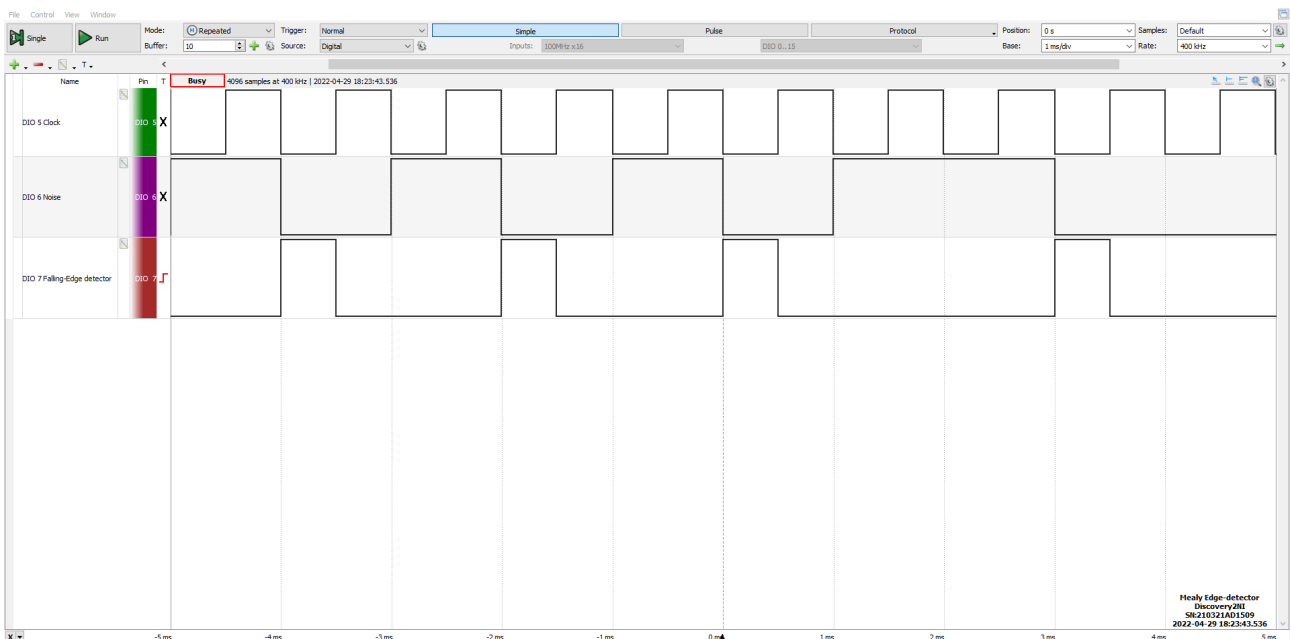 File Control View Window
Single Run Mode: Repeated Trigger: Normal Simple Pulse Protocol Position: 0 s Samples: Default
Buffer: 10 Source: Digital Inputs: 100MHz x16 DIO 0...15 Base: 1 ms/div Rate: 400 kHz
T
Name Pin T Busy 4096 samples at 400 kHz | 2022-04-29 18:23:43.536
DIO 5 Clock DIO 5 X
DIO 6 Noise DIO 6 X
DIO 7 Falling-Edge detector DIO 7
Mealy Edge-detector
Discovery2NI
SN:210321AD1509
2022-04-29 18:23:43.536
X -5 ms -4 ms -3 ms -2 ms -1 ms 0 ms 1 ms 2 ms 3 ms 4 ms 5 ms